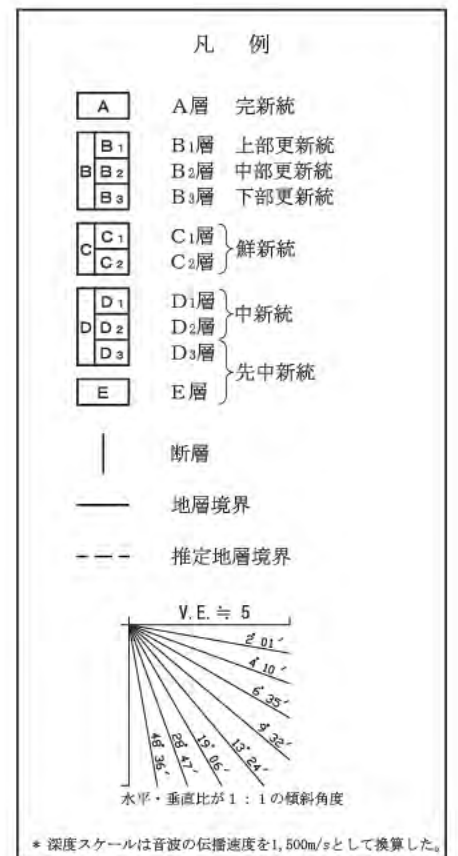 凡 例
A A層 完新統
B B1 B1層 上部更新統
B2 B2層 中部更新統
B3 B3層 下部更新統
C C1 C1層
C2 C2層
鮮新統
D D1 D1層
D2 D2層
中新統
D3 D3層
E E層
先中新統
断層
地層境界
推定地層境界
V.E.≒ 5
2°01′
4°10′
6°35′
9°32′
13°24′
19°06′
28°47′
48°36′
水平・垂直比が1:1の傾斜角度
* 深度スケールは音波の伝播速度を1,500m/sとして換算した。